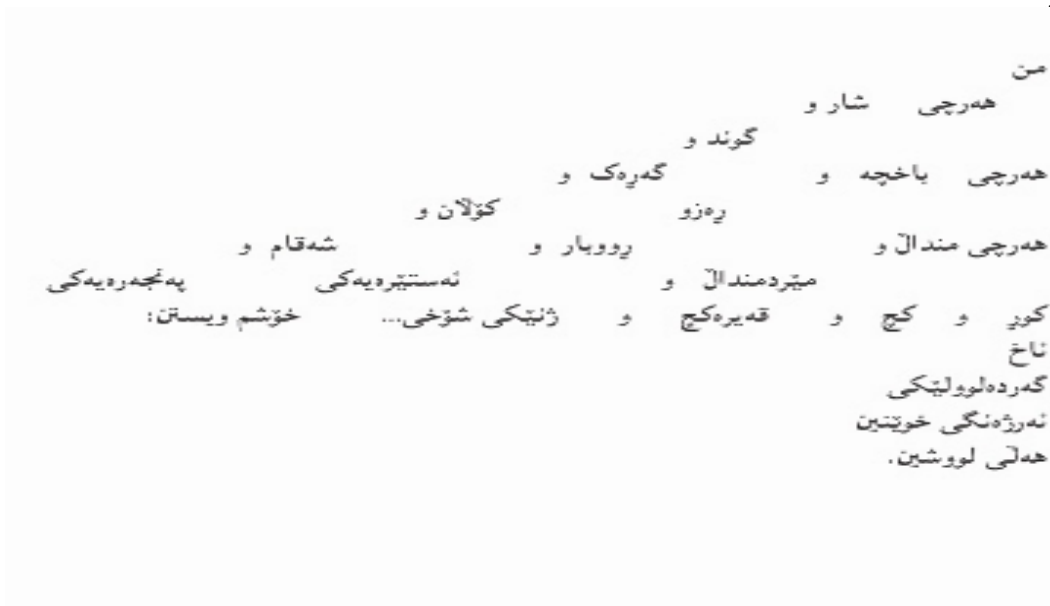 من
هەرچی شار و
گوند و
هەرچی باخچە و گەڕەک و
ڕەزو کۆڵان و
هەرچی منداڵ و ڕووبار و شەقام و
مێردمنداڵ و ئەستێرەیەکی پەنجەرەیەکی
کوڕ و کچ و قەیرەکچ و ژنێکی شۆخی... خۆشم ویستن:
ئاخ
گەردەلوولێکی
ئەرژەنگی خوێنین
هەڵی لووشین.